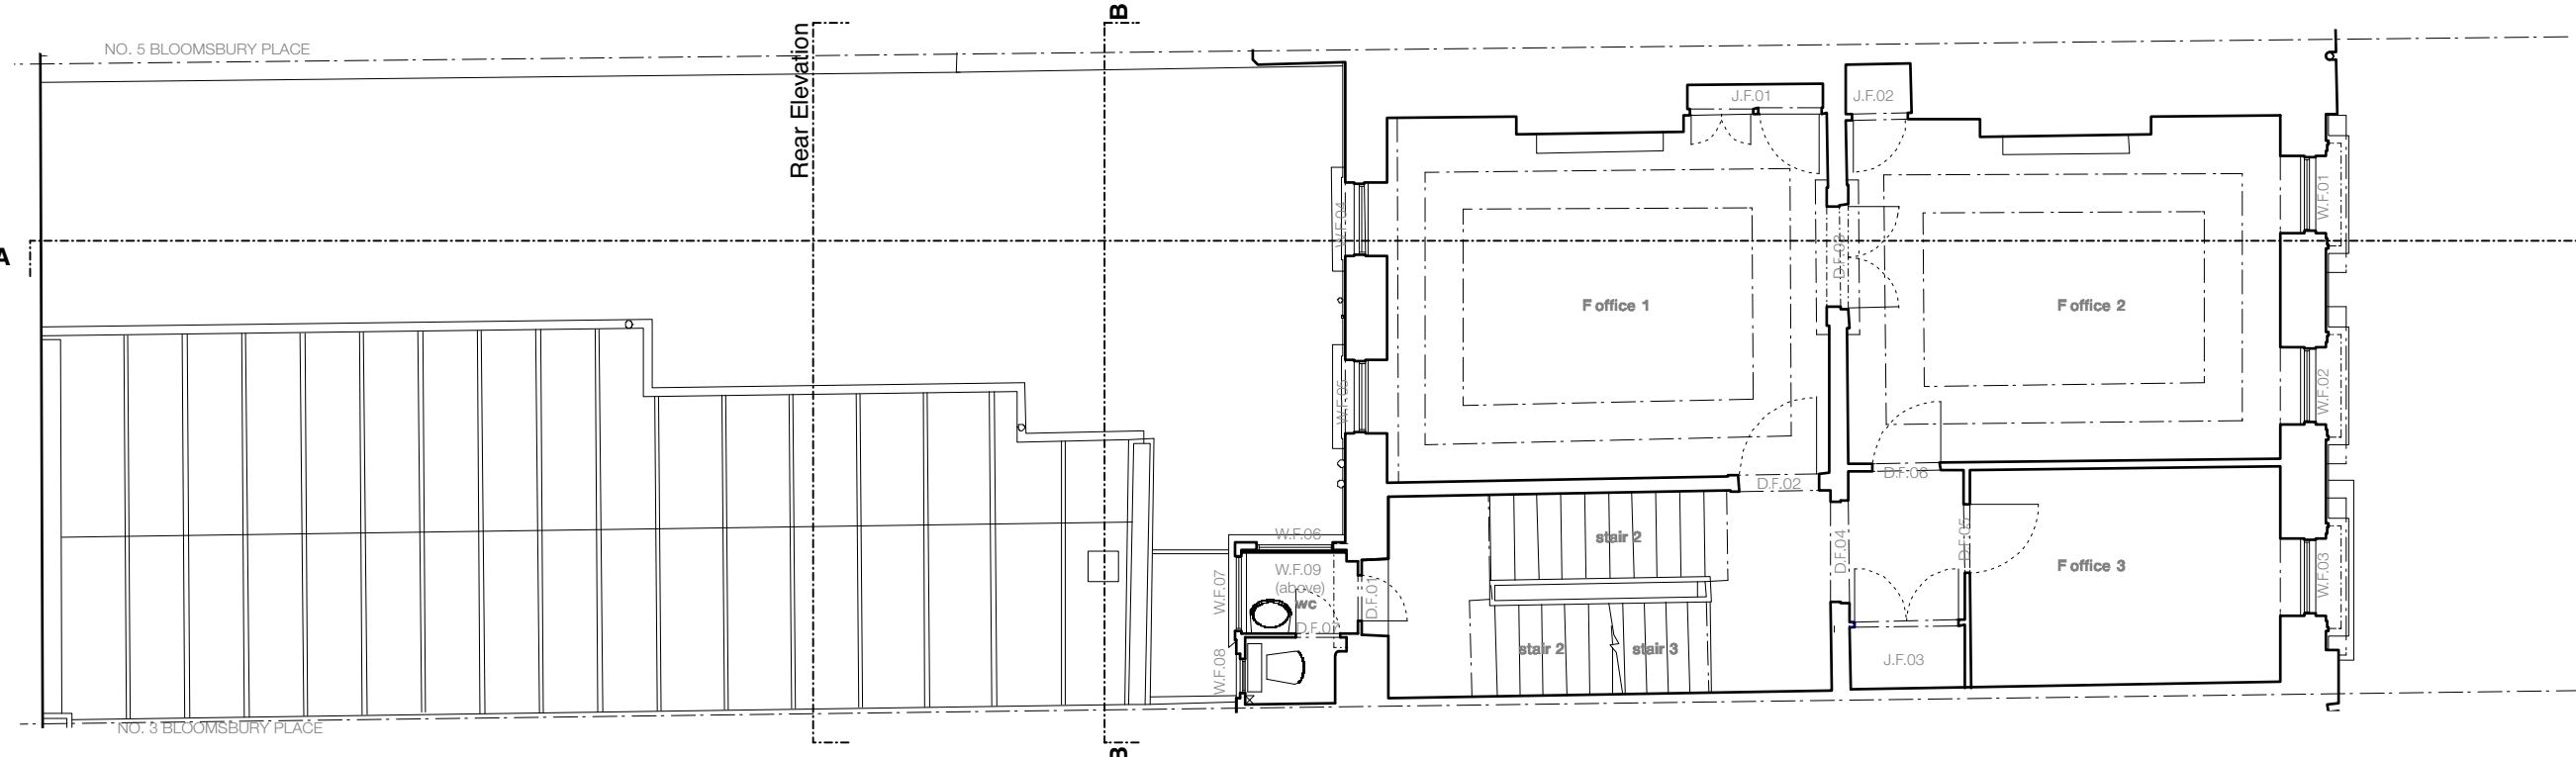 NO. 5 BLOOMSBURY PLACE
Rear Elevation
B
A
J.F.01
J.F.02
W.F.01
W.F.04
D.F.03
F office 1
F office 2
W.F.02
W.F.05
D.F.02
D.F.06
W.F.06
stair 2
D.F.04
D.F.05
F office 3
W.F.03
W.F.07
W.F.09
(above)
wc
D.F.01
D.F.07
stair 2
stair 3
W.F.08
J.F.03
NO. 3 BLOOMSBURY PLACE
B